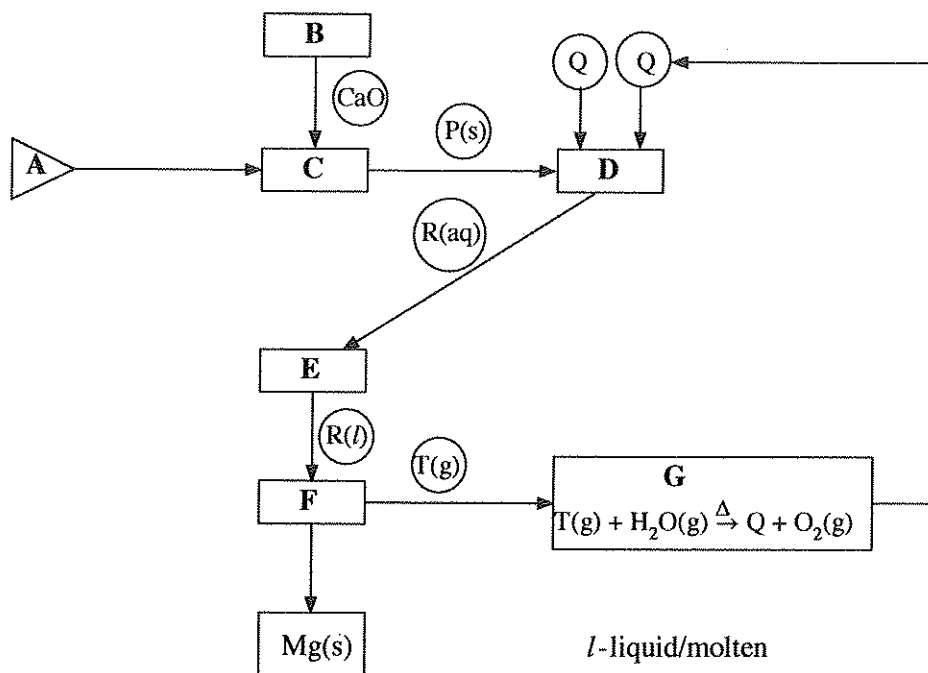 B
Q Q
CaO
P(s)
A
C
D
R(aq)
E
R(l)
T(g)
F
G
T(g) + H₂O(g) →Δ Q + O₂(g)
Mg(s)
l-liquid/molten